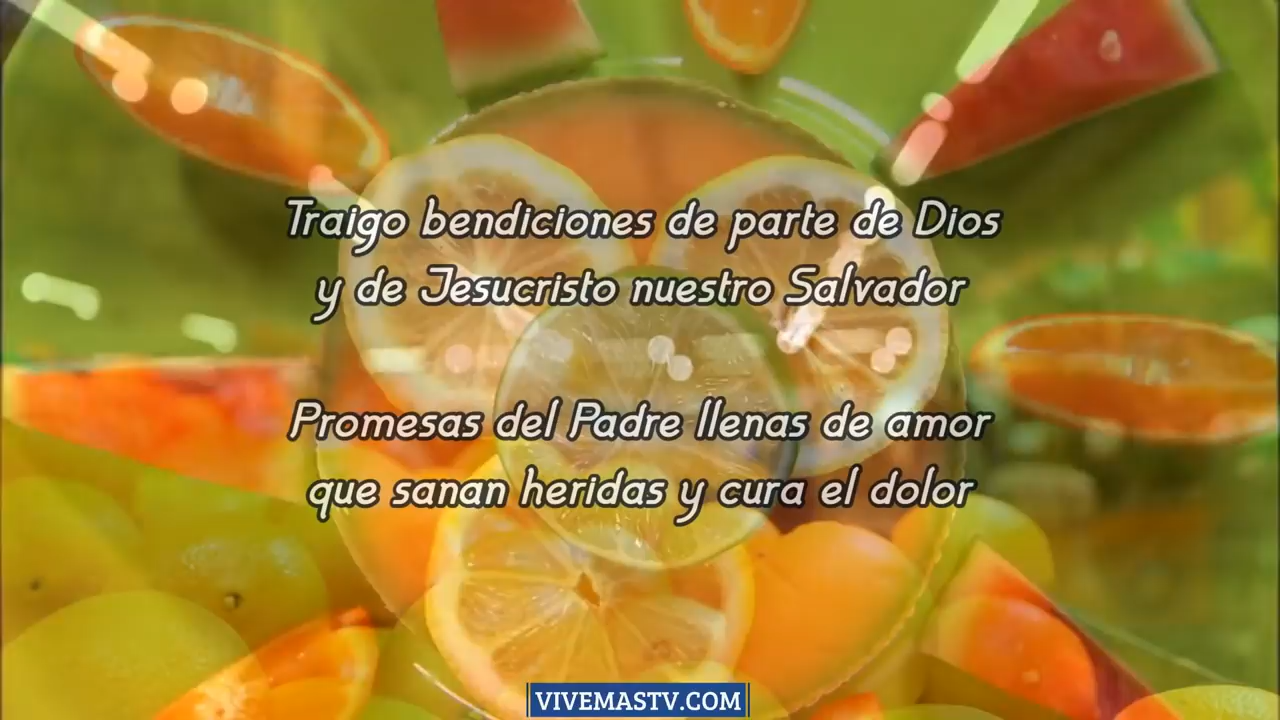 Traigo bendiciones de parte de Dios
y de Jesucristo nuestro Salvador
Promesas del Padre llenas de amor
que sanan heridas y cura el dolor
VIVEMASTV.COM